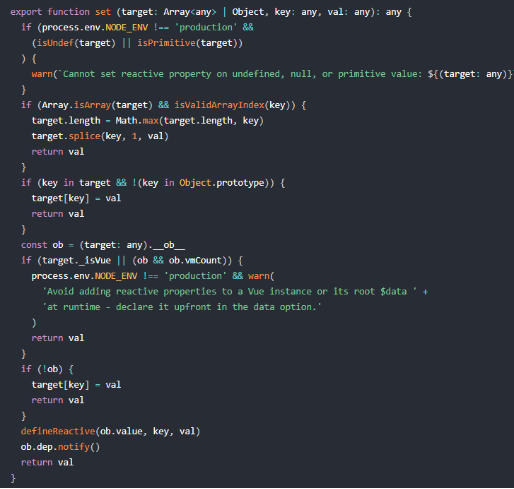 export function set (target: Array<any> | Object, key: any, val: any): any {
  if (process.env.NODE_ENV !== 'production' &&
    (isUndef(target) || isPrimitive(target))
  ) {
    warn(`Cannot set reactive property on undefined, null, or primitive value: ${(target: any)}
  }
  if (Array.isArray(target) && isValidArrayIndex(key)) {
    target.length = Math.max(target.length, key)
    target.splice(key, 1, val)
    return val
  }
  if (key in target && !(key in Object.prototype)) {
    target[key] = val
    return val
  }
  const ob = (target: any).__ob__
  if (target._isVue || (ob && ob.vmCount)) {
    process.env.NODE_ENV !== 'production' && warn(
      'Avoid adding reactive properties to a Vue instance or its root $data ' +
      'at runtime - declare it upfront in the data option.'
    )
    return val
  }
  if (!ob) {
    target[key] = val
    return val
  }
  defineReactive(ob.value, key, val)
  ob.dep.notify()
  return val
}